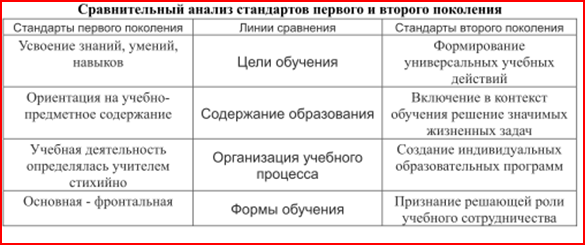 Сравнительный анализ стандартов первого и второго поколения
Стандарты первого поколения Линии сравнения Стандарты второго поколения
Усвоение знаний, умений,
навыков
Цели обучения
Формирование
универсальных учебных
действий
Ориентация на учебно-
предметное содержание
Содержание образования
Включение в контекст
обучения решение значимых
жизненных задач
Учебная деятельность
определялась учителем
стихийно
Организация учебного
процесса
Создание индивидуальных
образовательных программ
Основная - фронтальная
Формы обучения
Признание решающей роли
учебного сотрудничества